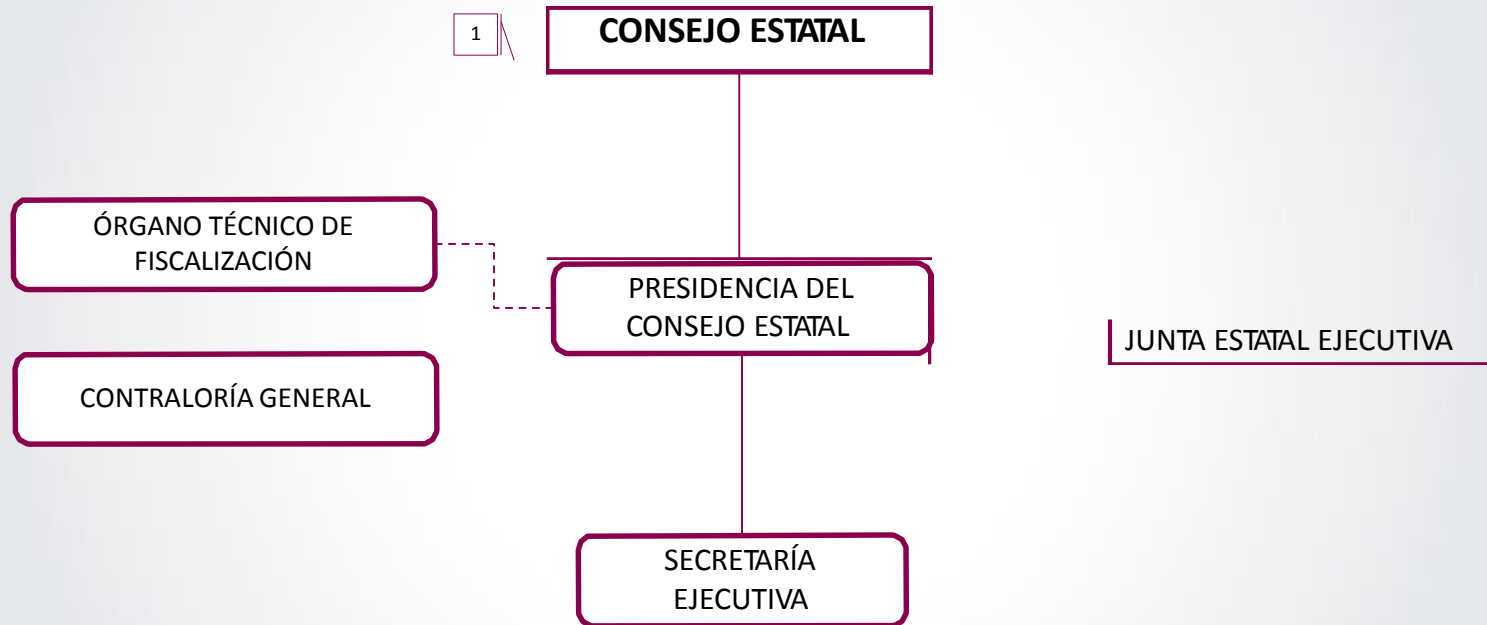 1
CONSEJO ESTATAL
ÓRGANO TÉCNICO DE
FISCALIZACIÓN
PRESIDENCIA DEL
CONSEJO ESTATAL
JUNTA ESTATAL EJECUTIVA
CONTRALORÍA GENERAL
SECRETARÍA
EJECUTIVA